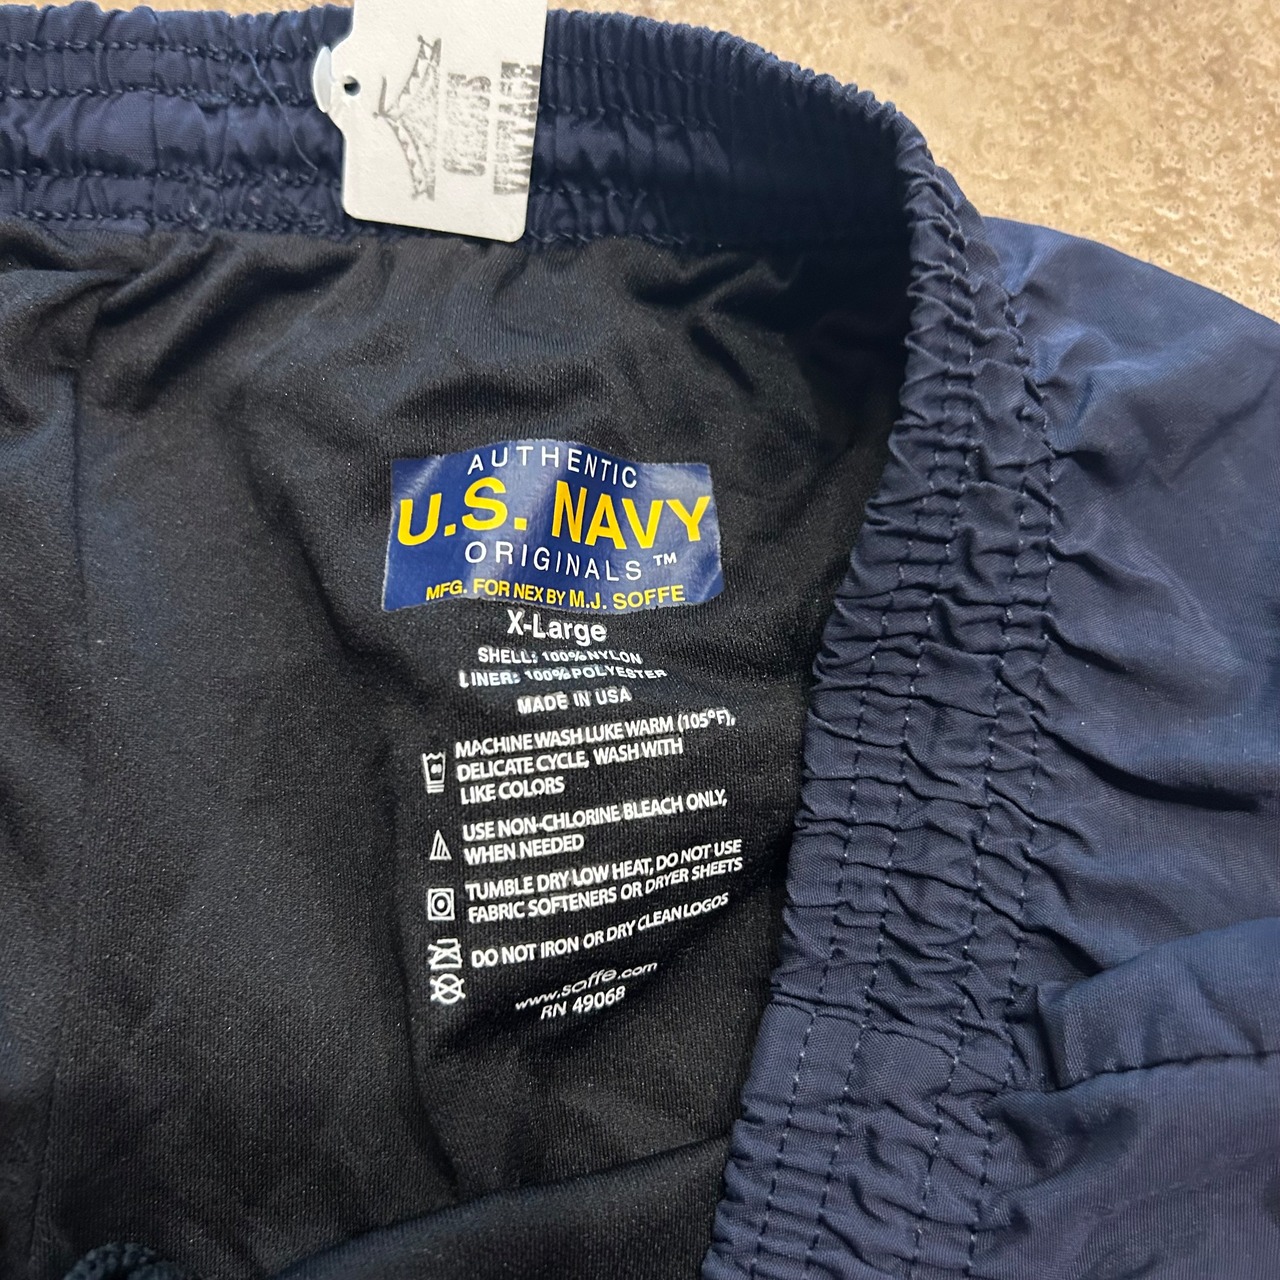 CIRCUS
VINTAGE
AUTHENTIC
U.S. NAVY
ORIGINALS™
MFG. FOR NEX BY M.J. SOFFE
X-Large
SHELL: 100% NYLON
LINER: 100% POLYESTER
MADE IN USA
MACHINE WASH LUKE WARM (105°F),
DELICATE CYCLE, WASH WITH
LIKE COLORS
USE NON-CHLORINE BLEACH ONLY,
WHEN NEEDED
TUMBLE DRY LOW HEAT, DO NOT USE
FABRIC SOFTENERS OR DRYER SHEETS
DO NOT IRON OR DRY CLEAN LOGOS
www.soffe.com
RN 49068